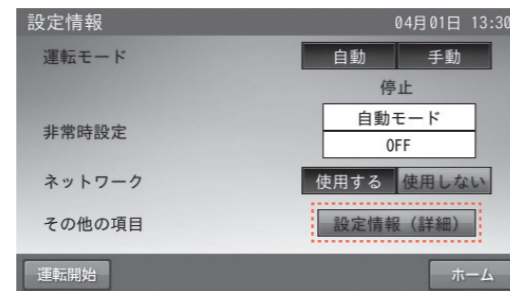 設定情報 04月01日 13:30
運転モード 自動 手動
停止
非常時設定 自動モード
OFF
ネットワーク 使用する 使用しない
その他の項目 設定情報（詳細）
運転開始 ホーム